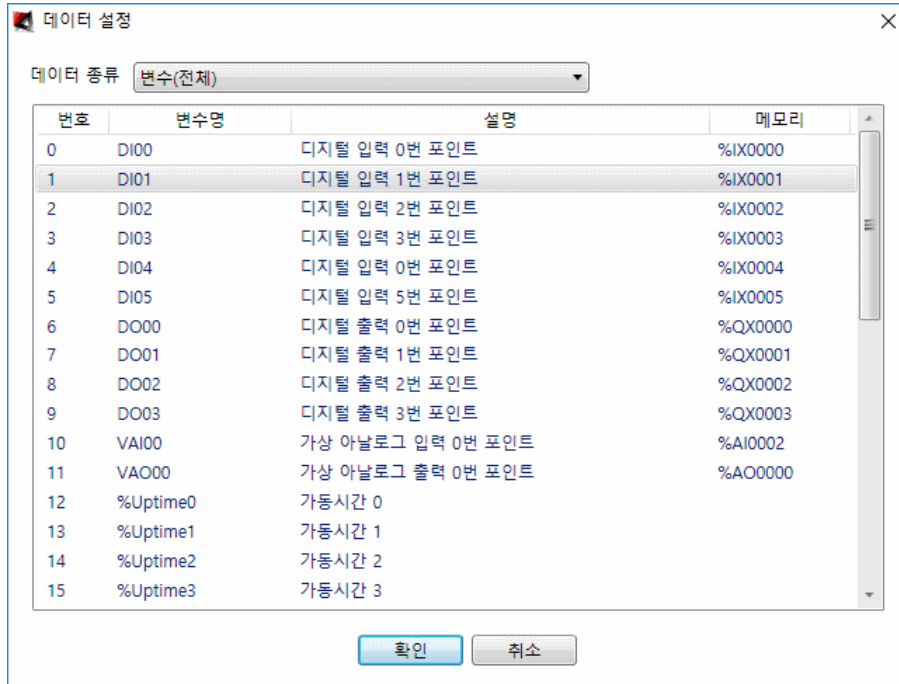 데이터 설정
데이터 종류 변수(전체)
번호 변수명 설명 메모리
0 DI00 디지털 입력 0번 포인트 %IX0000
1 DI01 디지털 입력 1번 포인트 %IX0001
2 DI02 디지털 입력 2번 포인트 %IX0002
3 DI03 디지털 입력 3번 포인트 %IX0003
4 DI04 디지털 입력 0번 포인트 %IX0004
5 DI05 디지털 입력 5번 포인트 %IX0005
6 DO00 디지털 출력 0번 포인트 %QX0000
7 DO01 디지털 출력 1번 포인트 %QX0001
8 DO02 디지털 출력 2번 포인트 %QX0002
9 DO03 디지털 출력 3번 포인트 %QX0003
10 VAI00 가상 아날로그 입력 0번 포인트 %AI0002
11 VAO00 가상 아날로그 출력 0번 포인트 %AO0000
12 %Uptime0 가동시간 0
13 %Uptime1 가동시간 1
14 %Uptime2 가동시간 2
15 %Uptime3 가동시간 3
확인 취소